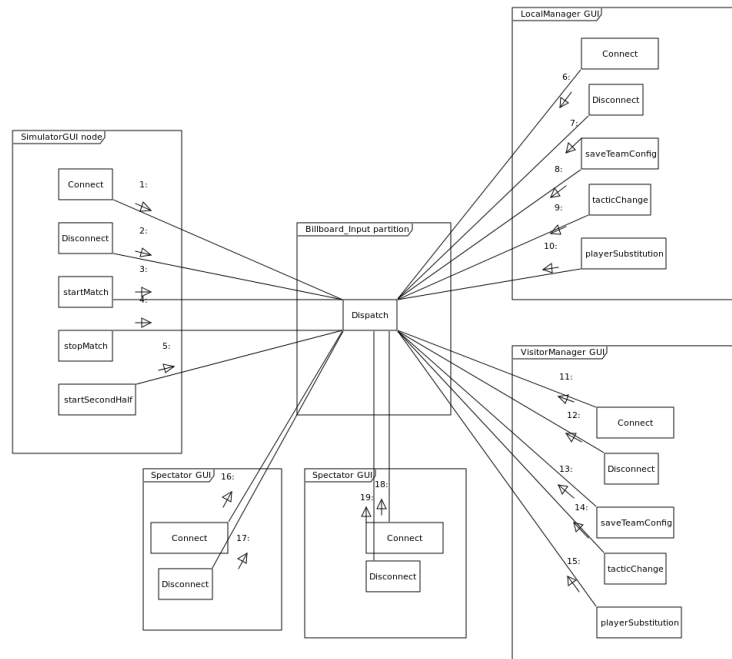 LocalManager GUI
Connect
6:
Disconnect
7:
saveTeamConfig
8:
tacticChange
9:
playerSubstitution
10:
SimulatorGUI node
Connect
1:
Disconnect
2:
startMatch
3:
4:
stopMatch
5:
startSecondHalf
Billboard_Input partition
Dispatch
VisitorManager GUI
11:
Connect
12:
Disconnect
13:
saveTeamConfig
14:
tacticChange
15:
playerSubstitution
Spectator GUI
16:
Connect
17:
Disconnect
Spectator GUI
18:
19:
Connect
Disconnect